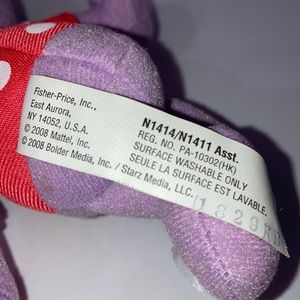 Fisher-Price, Inc.,
East Aurora,
NY 14052, U.S.A.
© 2008 Mattel, Inc.
© 2008 Bolder Media, Inc. / Starz Media, LLC.
N1414/N1411 Asst.
REG. NO. PA-10302(HK)
SURFACE WASHABLE ONLY
SEULE LA SURFACE EST LAVABLE.